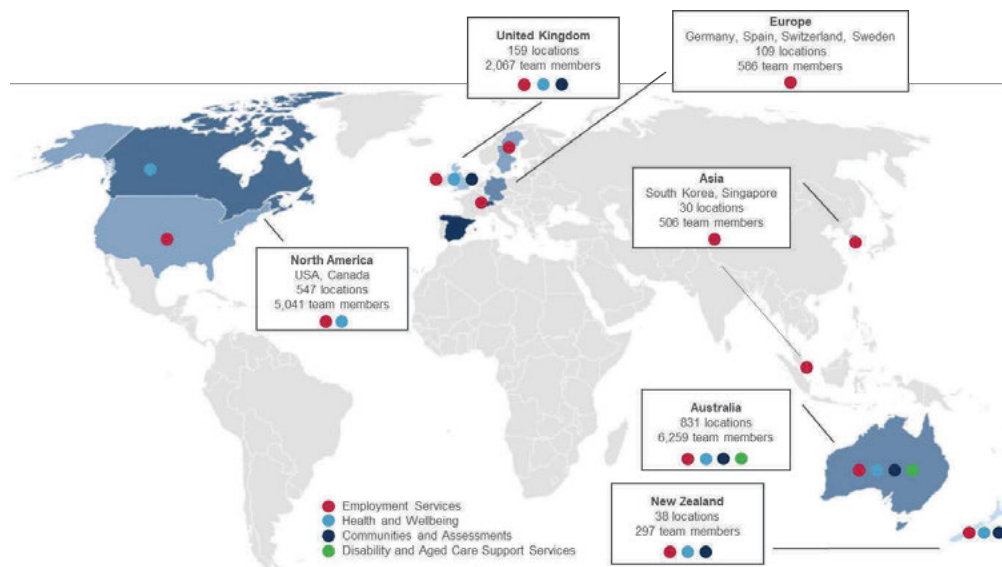 United Kingdom
159 locations
2,067 team members
Europe
Germany, Spain, Switzerland, Sweden
109 locations
586 team members
Asia
South Korea, Singapore
30 locations
506 team members
North America
USA, Canada
547 locations
5,041 team members
Australia
831 locations
6,259 team members
New Zealand
38 locations
297 team members
Employment Services
Health and Wellbeing
Communities and Assessments
Disability and Aged Care Support Services